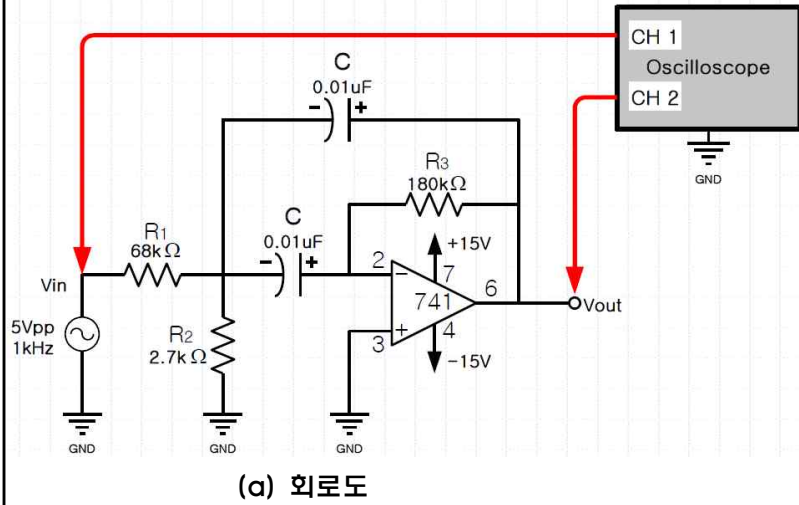 CH 1
Oscilloscope
CH 2
GND
C
0.01uF
R3
180kΩ
R1
68kΩ
C
0.01uF
+15V
2
7
Vin
741
6
Vout
5Vpp
1kHz
R2
2.7kΩ
3
4
-15V
GND
GND
GND
(a) 회로도